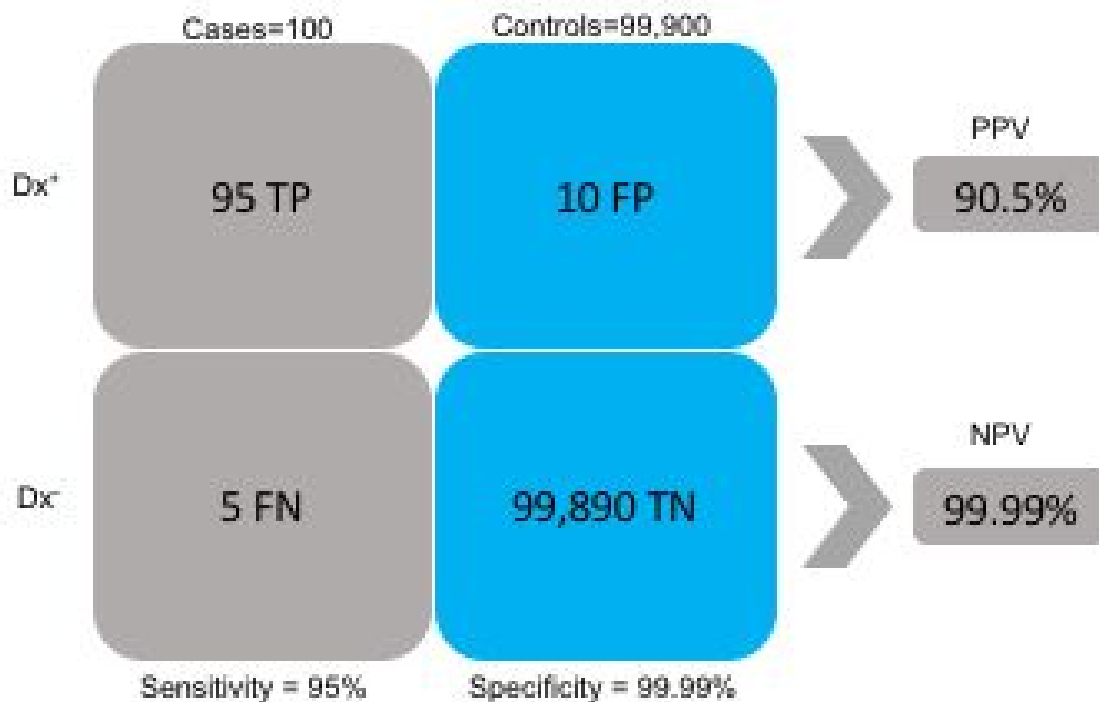 Cases=100
Controls=99,900
Dx⁺
95 TP
10 FP
PPV
90.5%
Dx⁻
5 FN
99,890 TN
NPV
99.99%
Sensitivity = 95%
Specificity = 99.99%